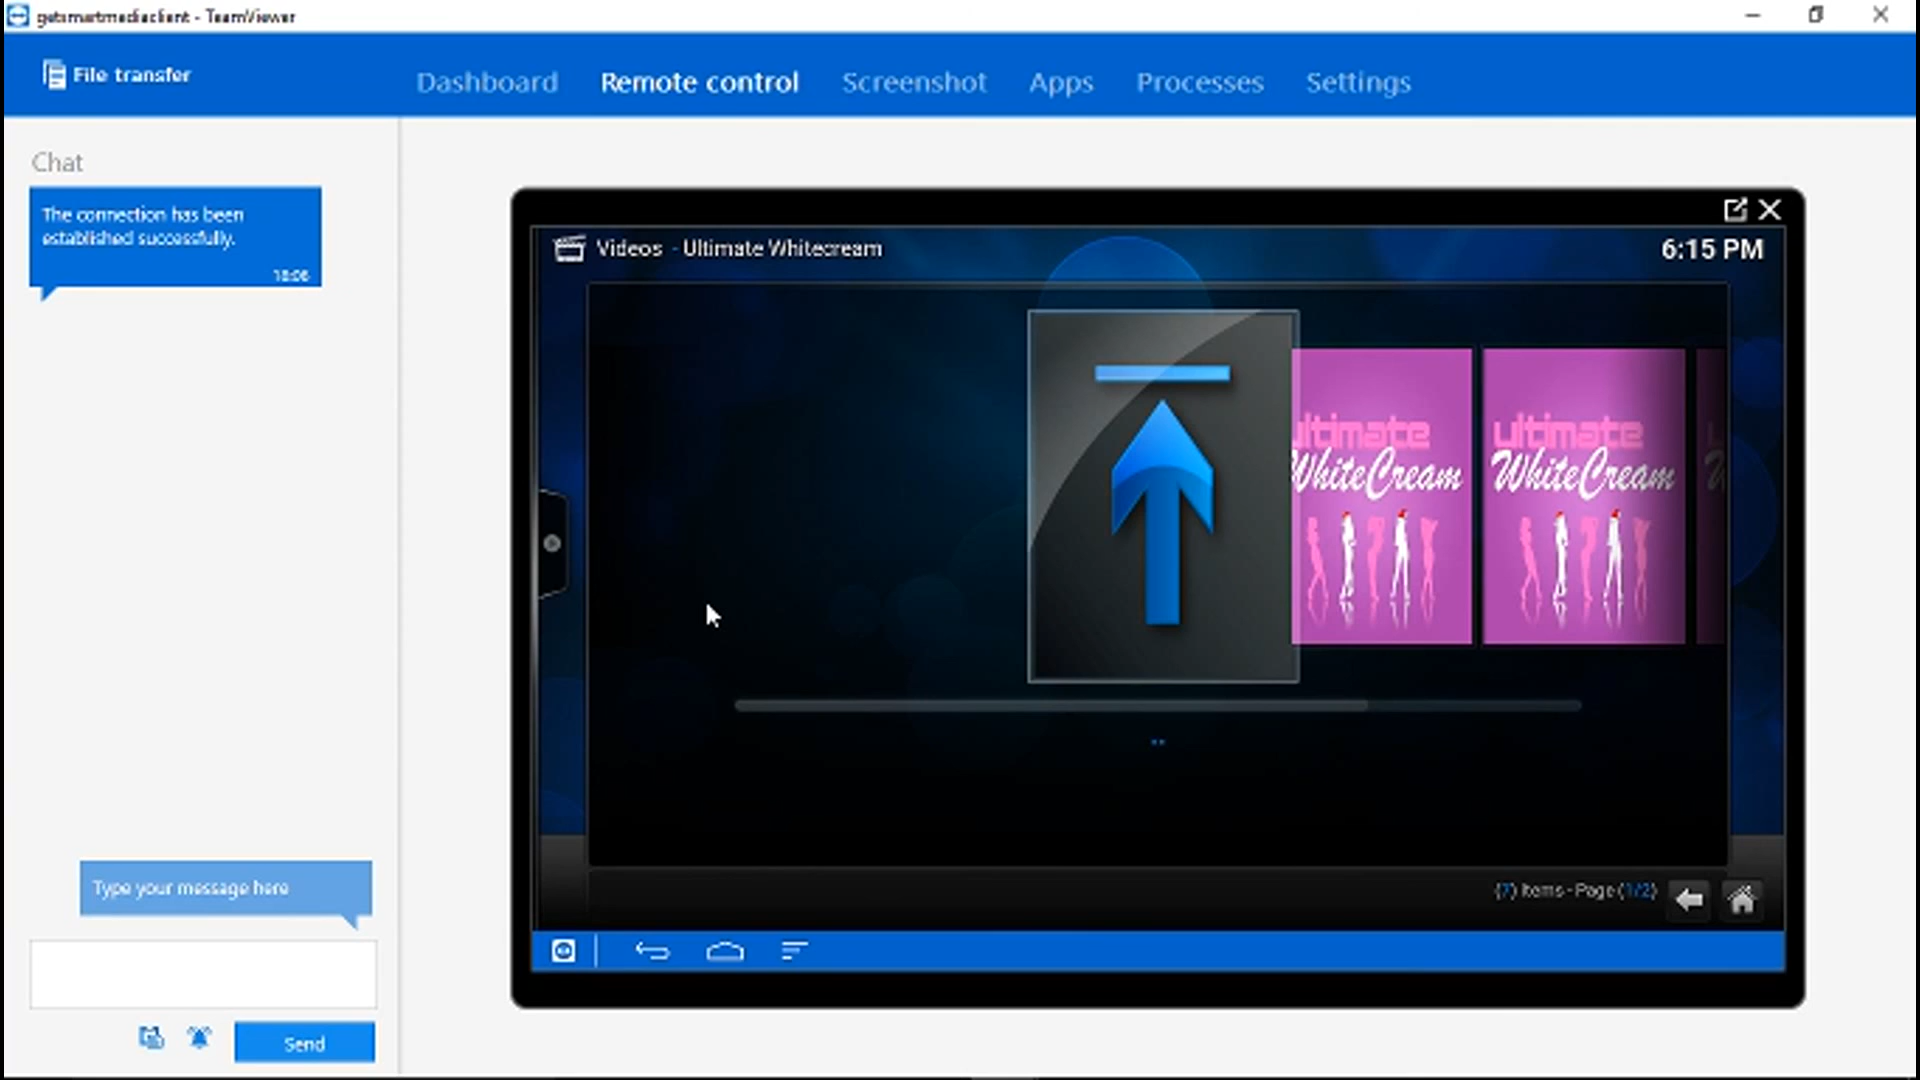 getsmartmediaclient - TeamViewer
File transfer
Dashboard
Remote control
Screenshot
Apps
Processes
Settings
Chat
The connection has been
established successfully.
18:06
Videos - Ultimate Whitecream
6:15 PM
ultimate
WhiteCream
ultimate
WhiteCream
..
(7) Items - Page (1/2)
Type your message here
Send